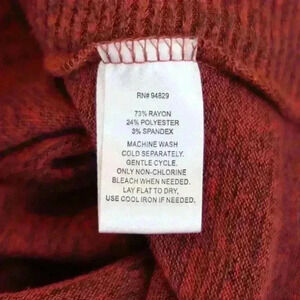 RN# 94829
73% RAYON
24% POLYESTER
3% SPANDEX
MACHINE WASH
COLD SEPARATELY.
GENTLE CYCLE.
ONLY NON-CHLORINE
BLEACH WHEN NEEDED.
LAY FLAT TO DRY,
USE COOL IRON IF NEEDED.